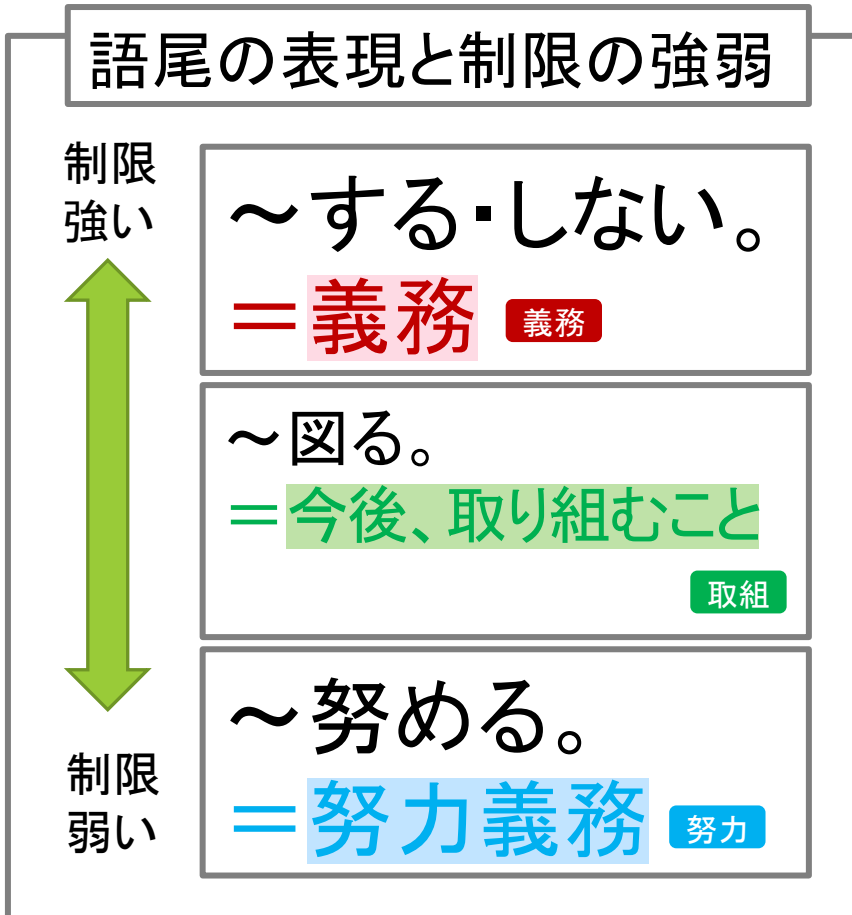 語尾の表現と制限の強弱
制限
強い
～する・しない。
＝義務 義務
～図る。
＝今後、取り組むこと
取組
～努める。
＝努力義務 努力
制限
弱い